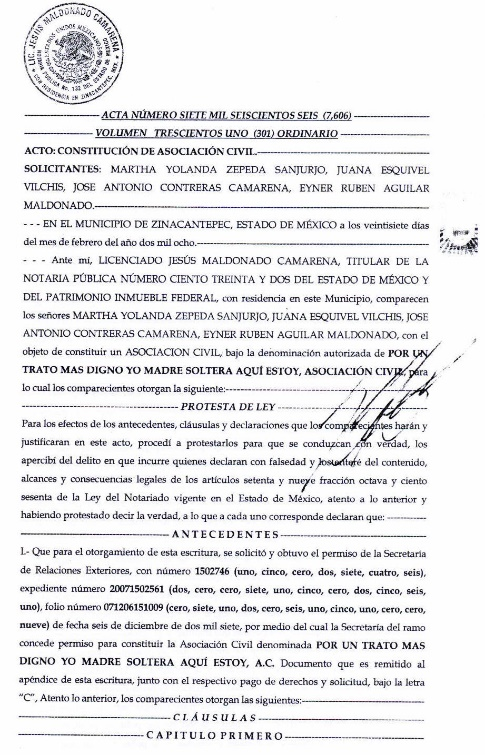 LIC. JESUS MALDONADO CAMARENA
ESTADOS UNIDOS MEXICANOS
NOTARIA PUBLICA No. 132 DEL ESTADO DE MEXICO
CON RESIDENCIA EN ZINACANTEPEC, MEX.
---------------- ACTA NÚMERO SIETE MIL SEISCIENTOS SEIS (7,606) ----------------
---------------- VOLUMEN TRESCIENTOS UNO (301) ORDINARIO ----------------
ACTO: CONSTITUCIÓN DE ASOCIACIÓN CIVIL.----------------
SOLICITANTES: MARTHA YOLANDA ZEPEDA SANJURJO, JUANA ESQUIVEL
VILCHIS, JOSE ANTONIO CONTRERAS CAMARENA, EYNER RUBEN AGUILAR
MALDONADO.----------------
- - - EN EL MUNICIPIO DE ZINACANTEPEC, ESTADO DE MÉXICO a los veintisiete días
del mes de febrero del año dos mil ocho.----------------
- - - Ante mí, LICENCIADO JESÚS MALDONADO CAMARENA, TITULAR DE LA
NOTARIA PÚBLICA NÚMERO CIENTO TREINTA Y DOS DEL ESTADO DE MÉXICO Y
DEL PATRIMONIO INMUEBLE FEDERAL, con residencia en este Municipio, comparecen
los señores MARTHA YOLANDA ZEPEDA SANJURJO, JUANA ESQUIVEL VILCHIS, JOSE
ANTONIO CONTRERAS CAMARENA, EYNER RUBEN AGUILAR MALDONADO, con el
objeto de constituir un ASOCIACION CIVIL, bajo la denominación autorizada de POR UN
TRATO MAS DIGNO YO MADRE SOLTERA AQUÍ ESTOY, ASOCIACIÓN CIVIL, para
lo cual los comparecientes otorgan la siguiente:----------------
---------------- PROTESTA DE LEY ----------------
Para los efectos de los antecedentes, cláusulas y declaraciones que los comparecientes harán y
justificaran en este acto, procedí a protestarlos para que se conduzcan con verdad, los
apercibí del delito en que incurre quienes declaran con falsedad y los enteré del contenido,
alcances y consecuencias legales de los artículos setenta y nueve fracción octava y ciento
sesenta de la Ley del Notariado vigente en el Estado de México, atento a lo anterior y
habiendo protestado decir la verdad, a lo que a cada uno corresponde declaran que: -----------
---------------- ANTECEDENTES ----------------
I.- Que para el otorgamiento de esta escritura, se solicitó y obtuvo el permiso de la Secretaria
de Relaciones Exteriores, con número 1502746 (uno, cinco, cero, dos, siete, cuatro, seis),
expediente número 20071502561 (dos, cero, cero, siete, uno, cinco, cero, dos, cinco, seis,
uno), folio número 071206151009 (cero, siete, uno, dos, cero, seis, uno, cinco, uno, cero, cero,
nueve) de fecha seis de diciembre de dos mil siete, por medio del cual la Secretaría del ramo
concede permiso para constituir la Asociación Civil denominada POR UN TRATO MAS
DIGNO YO MADRE SOLTERA AQUÍ ESTOY, A.C. Documento que es remitido al
apéndice de esta escritura, junto con el respectivo pago de derechos y solicitud, bajo la letra
"C", Atento lo anterior, los comparecientes otorgan las siguientes:----------------
---------------- CLÁUSULAS ----------------
---------------- CAPITULO PRIMERO ----------------